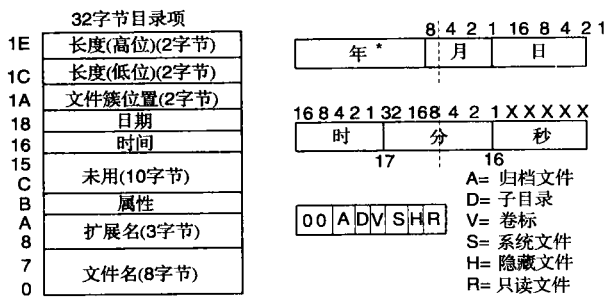 32字节目录项
1E 长度(高位)(2字节)
1C 长度(低位)(2字节)
1A 文件簇位置(2字节)
18 日期
16 时间
15
C 未用(10字节)
B 属性
A
8 扩展名(3字节)
7
0 文件名(8字节)
8 4 2 1 16 8 4 2 1
年* 月 日
16 8 4 2 1 32 16 8 4 2 1 X X X X X
时 分 秒
17 16
0 0 A D V S H R
A= 归档文件
D= 子目录
V= 卷标
S= 系统文件
H= 隐藏文件
R= 只读文件